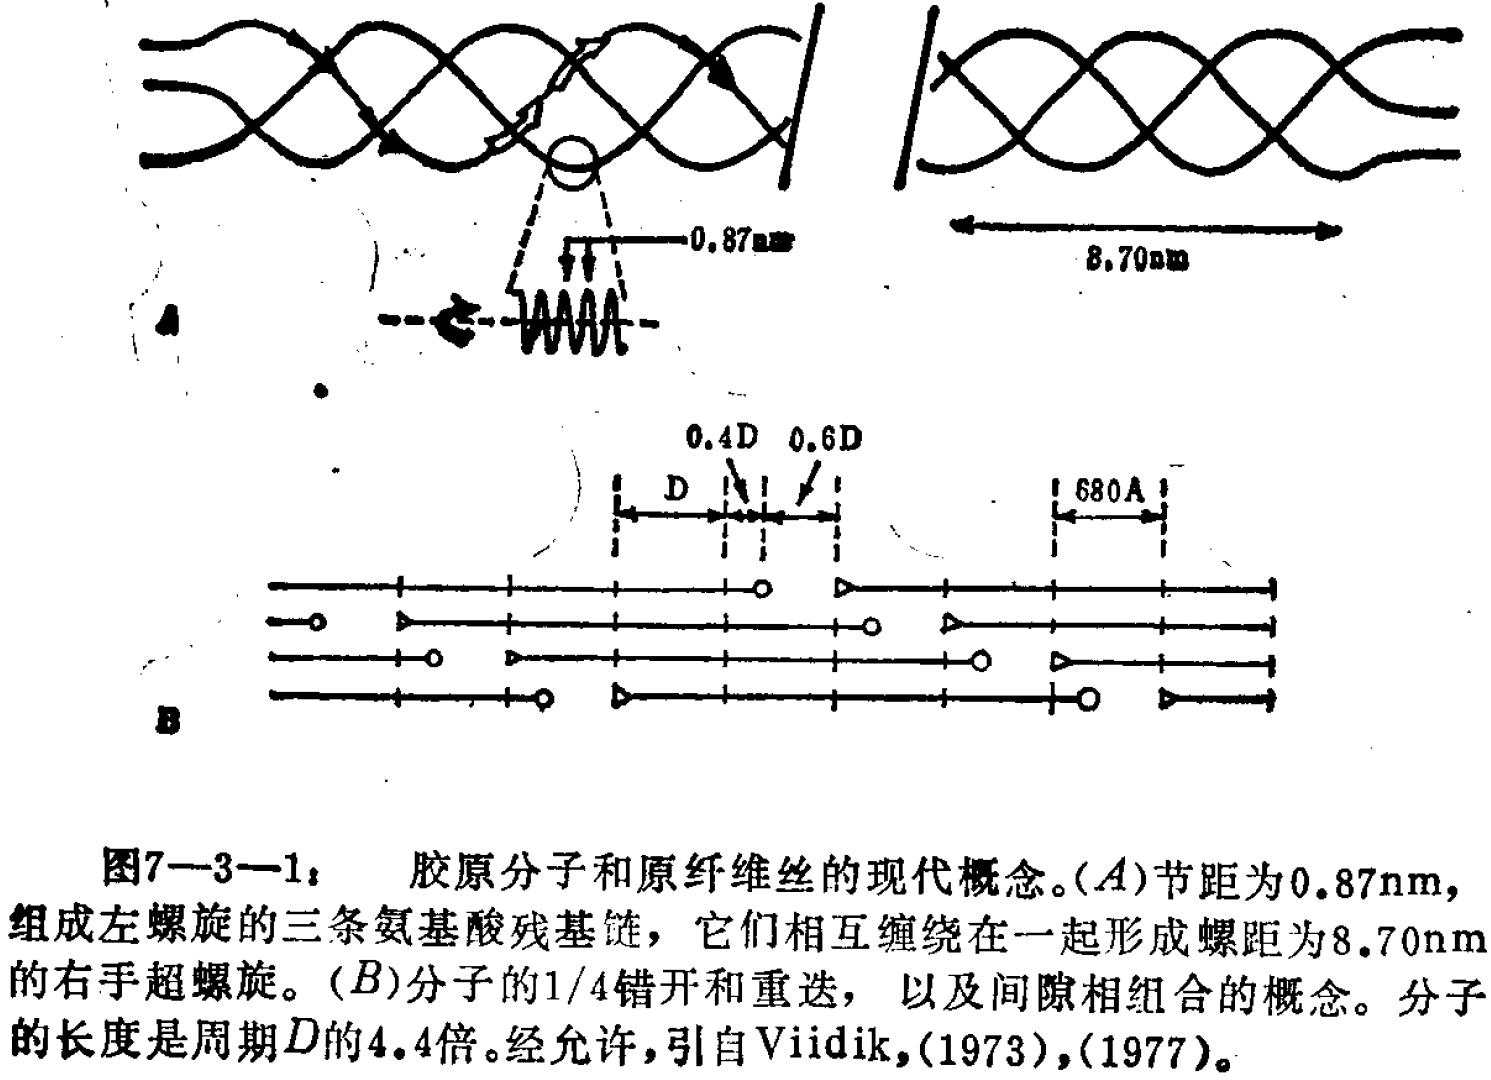 0.87nm
8.70nm
A
0.4D 0.6D
D
680A
B
图7—3—1: 胶原分子和原纤维丝的现代概念。(A)节距为0.87nm,
组成左螺旋的三条氨基酸残基链，它们相互缠绕在一起形成螺距为8.70nm
的右手超螺旋。(B)分子的1/4错开和重迭，以及间隙相组合的概念。分子
的长度是周期D的4.4倍。经允许,引自Viidik,(1973),(1977)。